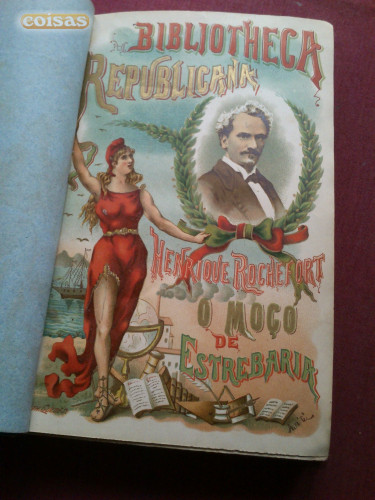 coisas
BIBLIOTHECA
REPUBLICANA
HENRIQUE ROCHEFORT
O MOÇO
DE
ESTREBARIA